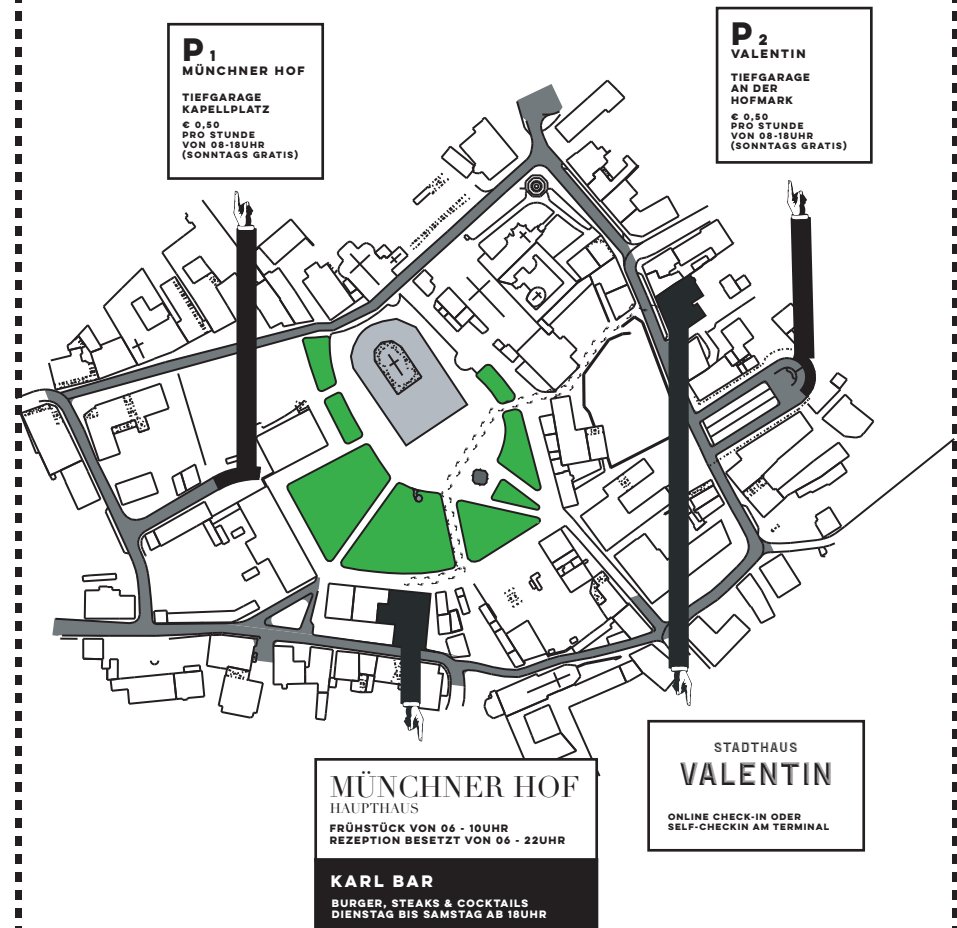 P 1
MÜNCHNER HOF
TIEFGARAGE
KAPELLPLATZ
€ 0,50
PRO STUNDE
VON 08-18UHR
(SONNTAGS GRATIS)
P 2
VALENTIN
TIEFGARAGE
AN DER
HOFMARK
€ 0,50
PRO STUNDE
VON 08-18UHR
(SONNTAGS GRATIS)
MÜNCHNER HOF
HAUPTHAUS
FRÜHSTÜCK VON 06 - 10UHR
REZEPTION BESETZT VON 06 - 22UHR
KARL BAR
BURGER, STEAKS & COCKTAILS
DIENSTAG BIS SAMSTAG AB 18UHR
STADTHAUS
VALENTIN
ONLINE CHECK-IN ODER
SELF-CHECKIN AM TERMINAL